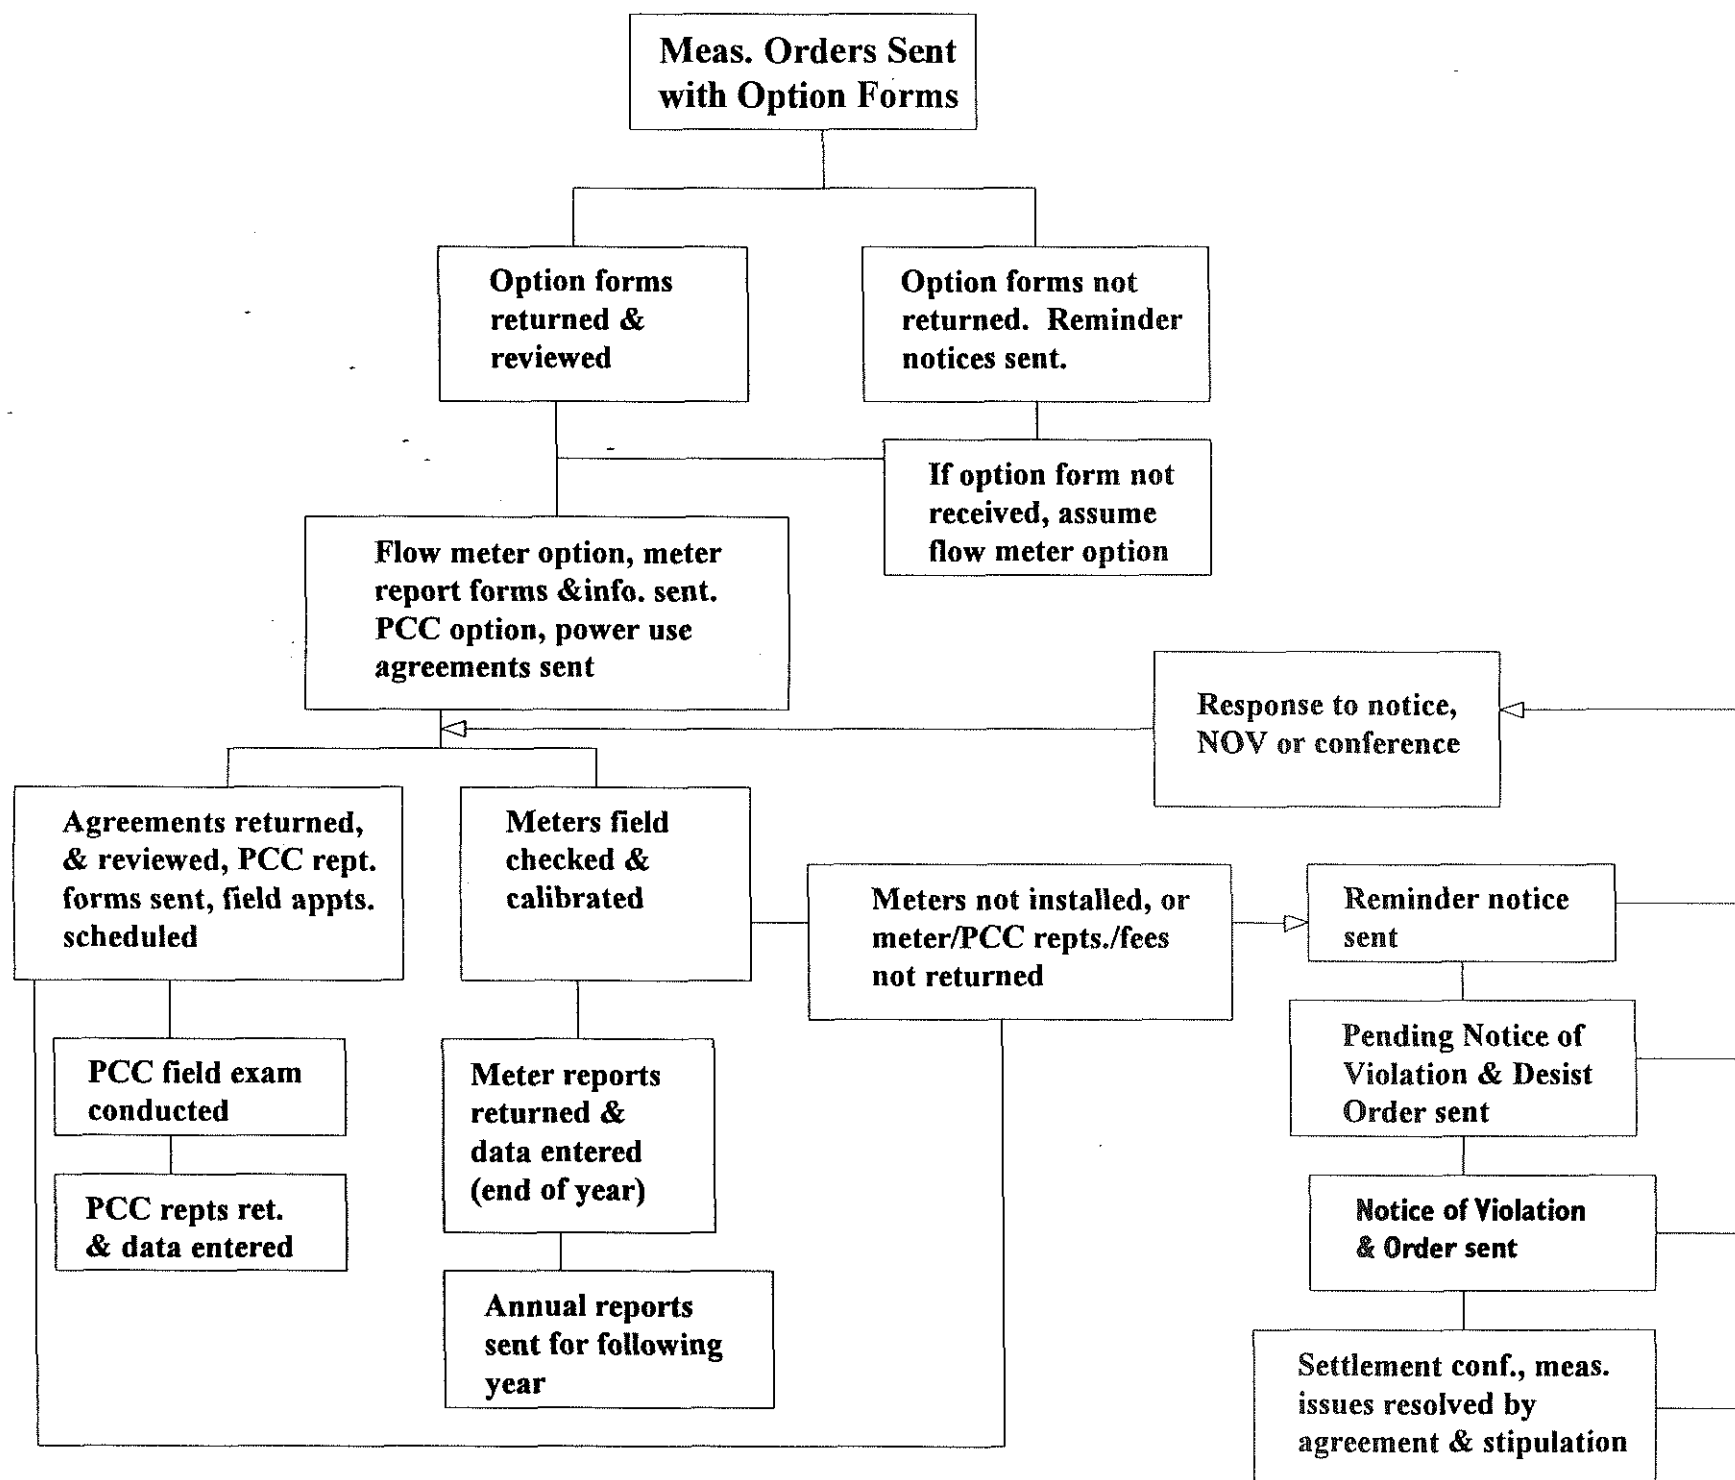 Meas. Orders Sent
with Option Forms
Option forms
returned &
reviewed
Option forms not
returned.  Reminder
notices sent.
If option form not
received, assume
flow meter option
Flow meter option, meter
report forms &info. sent.
PCC option, power use
agreements sent
Response to notice,
NOV or conference
Agreements returned,
& reviewed, PCC rept.
forms sent, field appts.
scheduled
Meters field
checked &
calibrated
Meters not installed, or
meter/PCC repts./fees
not returned
Reminder notice
sent
PCC field exam
conducted
Meter reports
returned &
data entered
(end of year)
Pending Notice of
Violation & Desist
Order sent
PCC repts ret.
& data entered
Notice of Violation
& Order sent
Annual reports
sent for following
year
Settlement conf., meas.
issues resolved by
agreement & stipulation